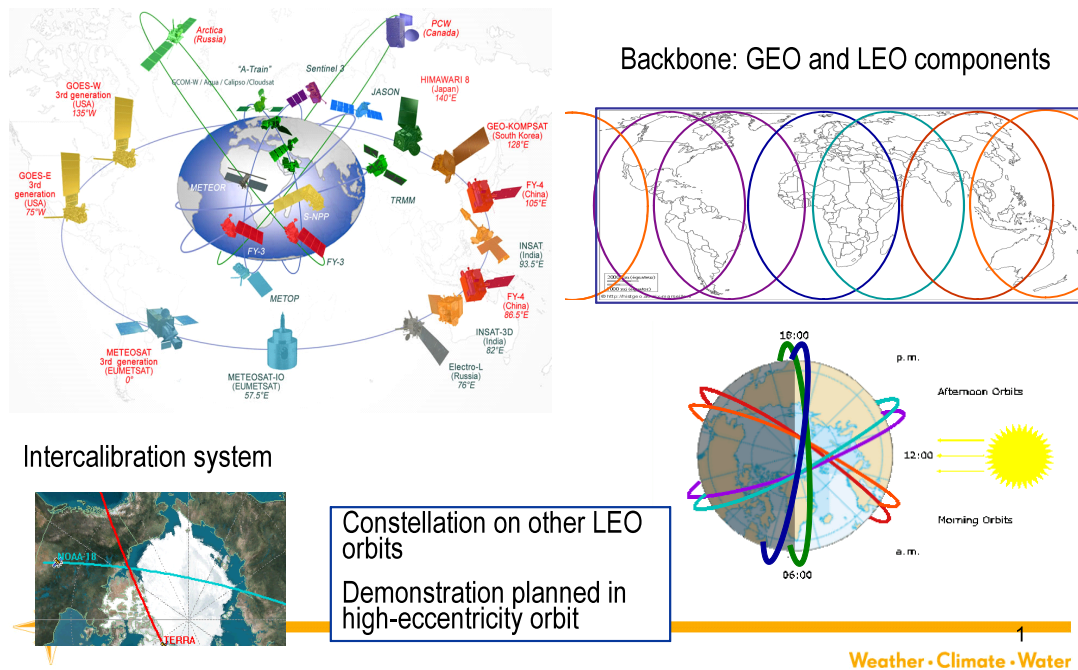 Arctica
(Russia)
PCW
(Canada)
"A-Train"
GCOM-W / Aqua / Calipso /Cloudsat
Sentinel 3
JASON
HIMAWARI 8
(Japan)
140°E
GOES-W
3rd generation
(USA)
135°W
GEO-KOMPSAT
(South Korea)
128°E
GOES-E
3rd
generation
(USA)
75°W
METEOR
S-NPP
TRMM
FY-4
(China)
105°E
FY-3
FY-3
INSAT
(India)
93.5°E
METOP
FY-4
(China)
86.5°E
INSAT-3D
(India)
82°E
METEOSAT
3rd generation
(EUMETSAT)
0°
METEOSAT-IO
(EUMETSAT)
57.5°E
Electro-L
(Russia)
76°E
Backbone: GEO and LEO components
18:00
p.m.
Afternoon Orbits
12:00
Morning Orbits
a.m.
06:00
Intercalibration system
NOAA-18
TERRA
Constellation on other LEO
orbits
Demonstration planned in
high-eccentricity orbit
1
Weather • Climate • Water